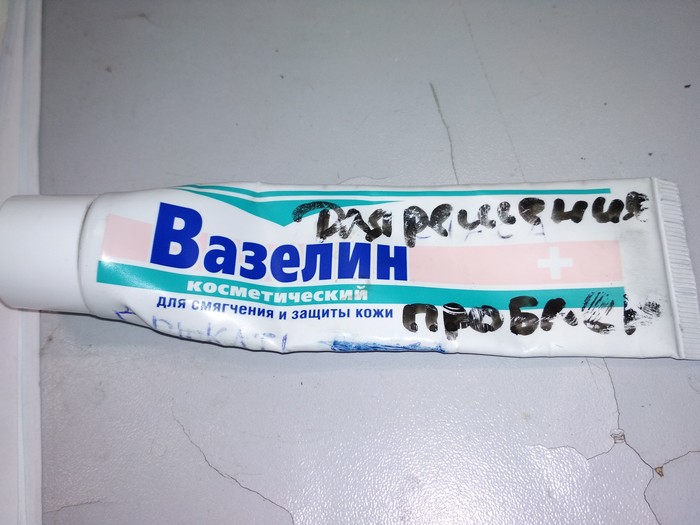 Для решения
Вазелин
косметический
для смягчения и защиты кожи
проблем